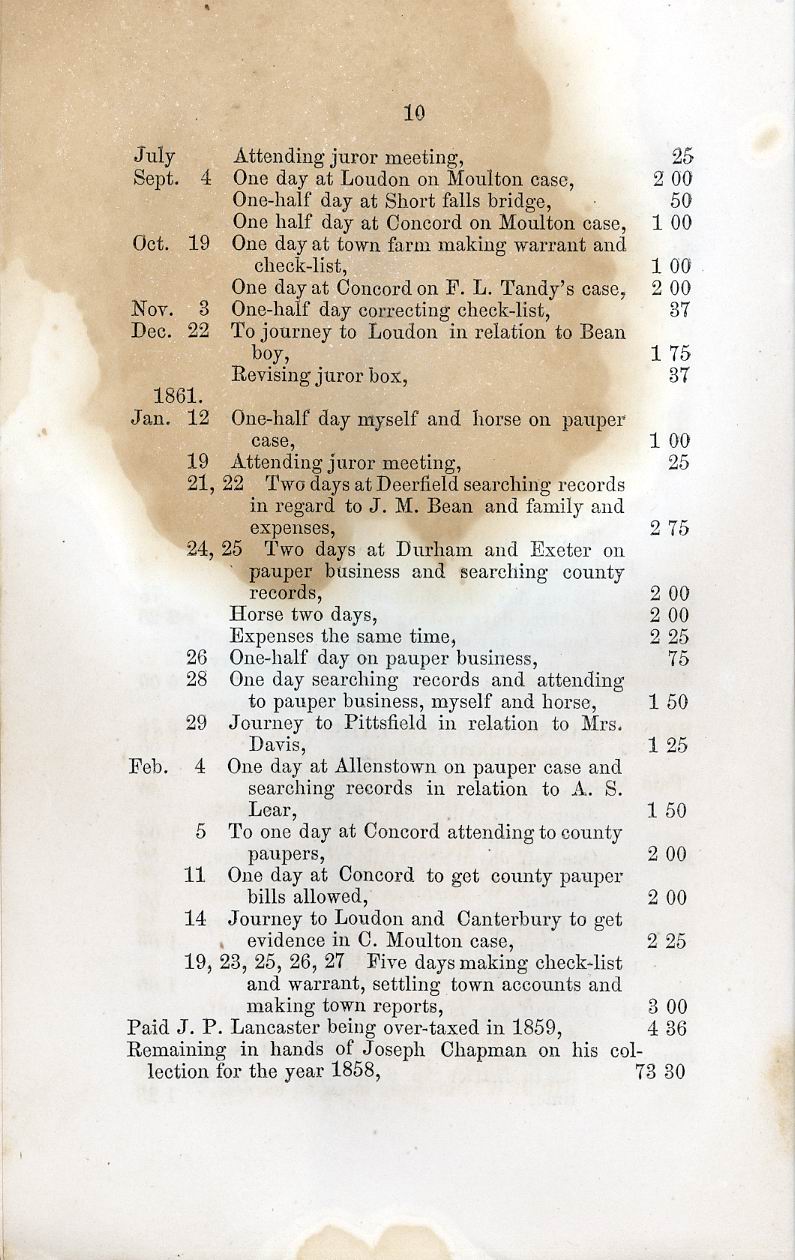 10
July Attending juror meeting, 25
Sept. 4 One day at Loudon on Moulton case, 2 00
One-half day at Short falls bridge, 50
One half day at Concord on Moulton case, 1 00
Oct. 19 One day at town farm making warrant and
check-list, 1 00
One day at Concord on F. L. Tandy's case, 2 00
Nov. 3 One-half day correcting check-list, 37
Dec. 22 To journey to Loudon in relation to Bean
boy, 1 75
Revising juror box, 37
1861.
Jan. 12 One-half day myself and horse on pauper
case, 1 00
19 Attending juror meeting, 25
21, 22 Two days at Deerfield searching records
in regard to J. M. Bean and family and
expenses, 2 75
24, 25 Two days at Durham and Exeter on
pauper business and searching county
records, 2 00
Horse two days, 2 00
Expenses the same time, 2 25
26 One-half day on pauper business, 75
28 One day searching records and attending
to pauper business, myself and horse, 1 50
29 Journey to Pittsfield in relation to Mrs.
Davis, 1 25
Feb. 4 One day at Allenstown on pauper case and
searching records in relation to A. S.
Lear, 1 50
5 To one day at Concord attending to county
paupers, 2 00
11 One day at Concord to get county pauper
bills allowed, 2 00
14 Journey to Loudon and Canterbury to get
evidence in C. Moulton case, 2 25
19, 23, 25, 26, 27 Five days making check-list
and warrant, settling town accounts and
making town reports, 3 00
Paid J. P. Lancaster being over-taxed in 1859, 4 36
Remaining in hands of Joseph Chapman on his col-
lection for the year 1858, 73 30